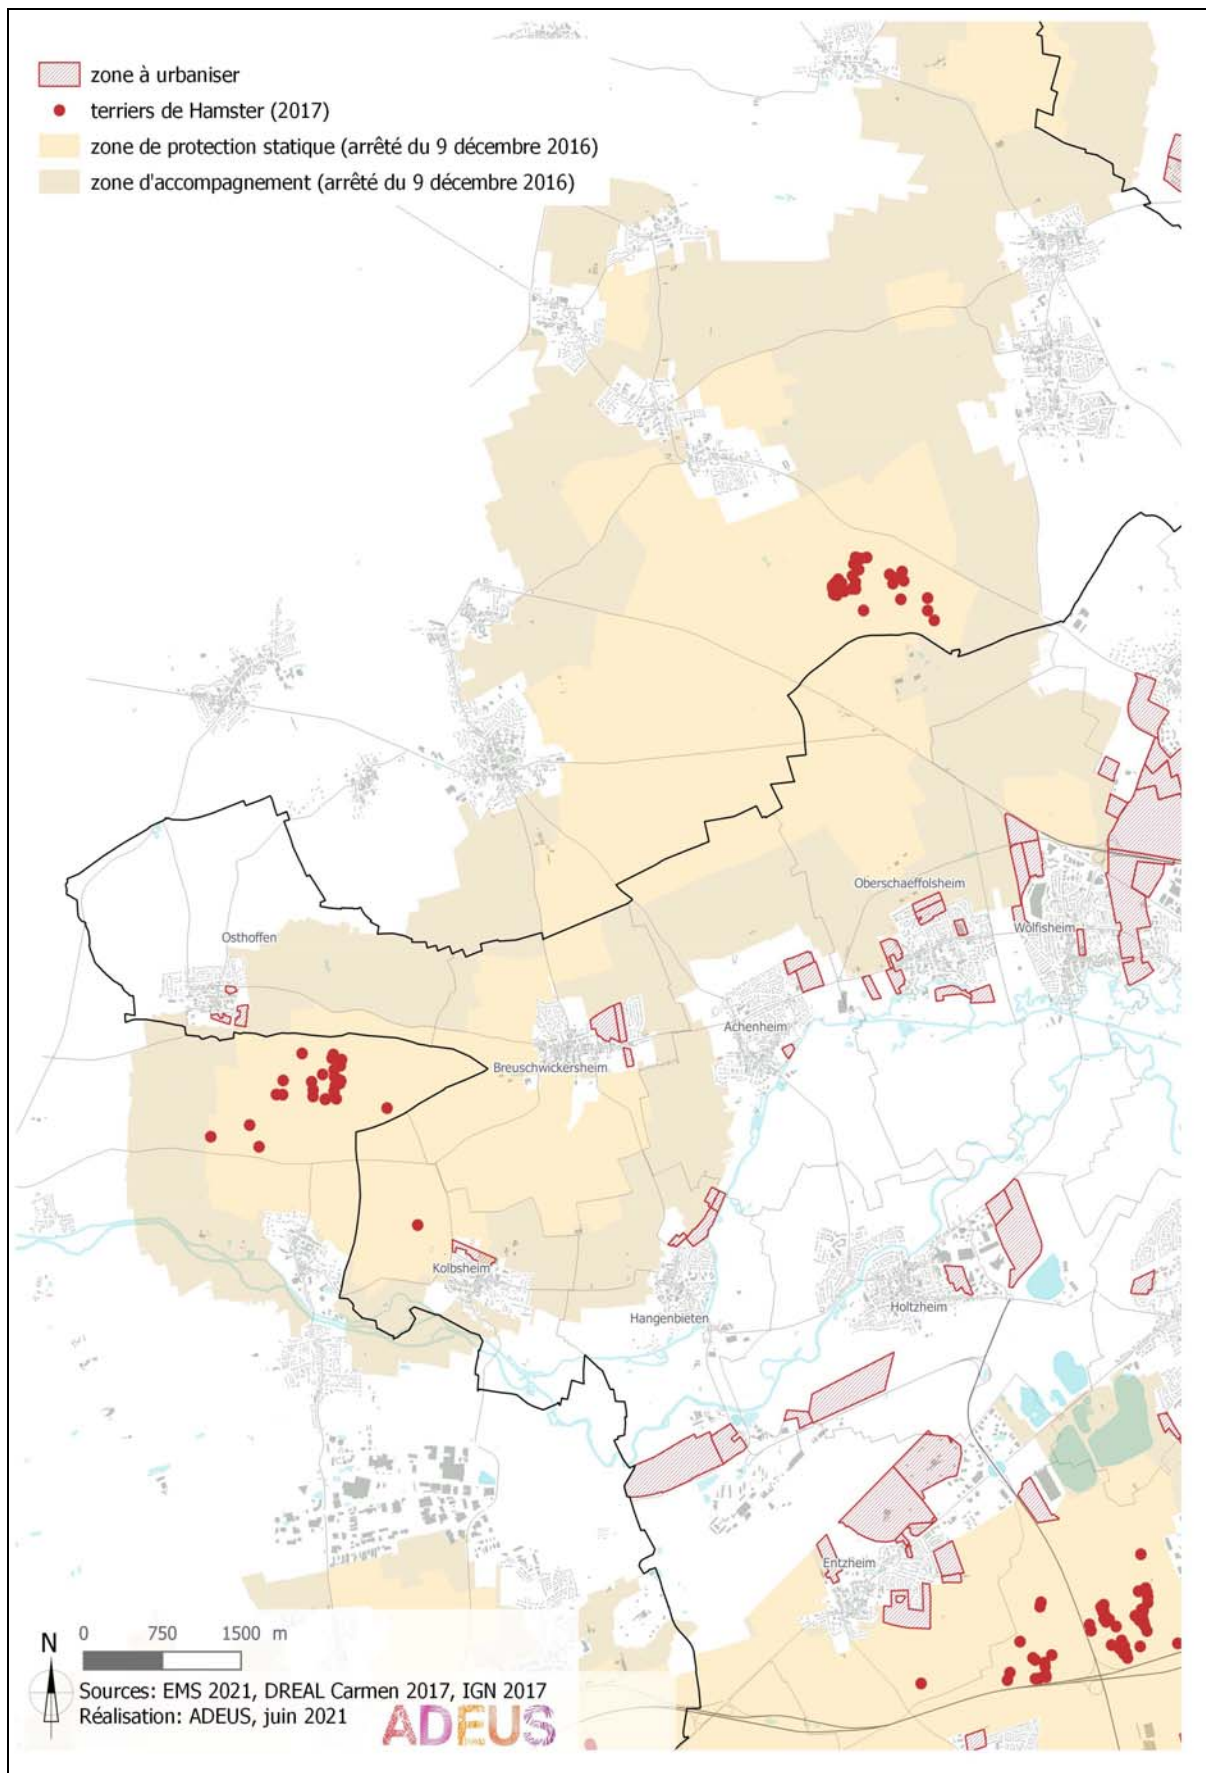 zone à urbaniser
terriers de Hamster (2017)
zone de protection statique (arrêté du 9 décembre 2016)
zone d'accompagnement (arrêté du 9 décembre 2016)
Oberschaeffolsheim
Wolfisheim
Osthoffen
Achenheim
Breuschwickersheim
Kolbsheim
Holtzheim
Hangenbieten
Entzheim
N
0 750 1500 m
Sources: EMS 2021, DREAL Carmen 2017, IGN 2017
Réalisation: ADEUS, juin 2021
ADEUS